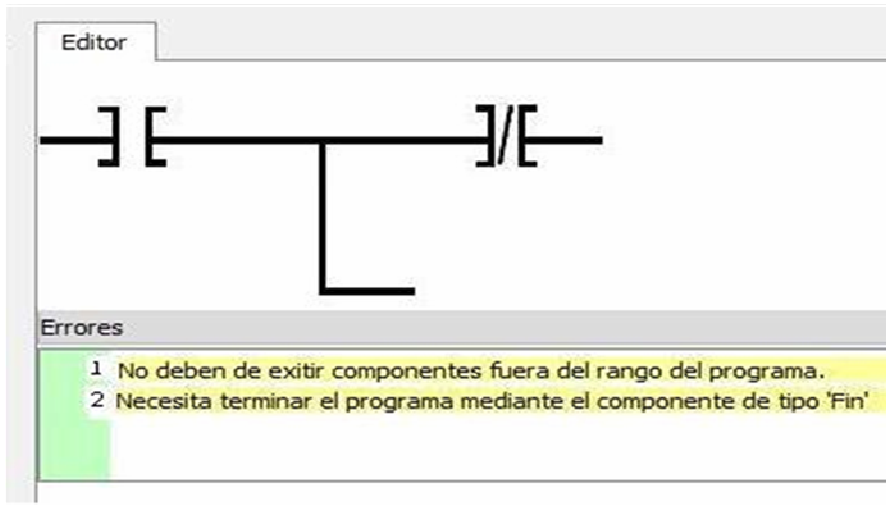 Editor
Errores
1 No deben de exitir componentes fuera del rango del programa.
2 Necesita terminar el programa mediante el componente de tipo 'Fin'